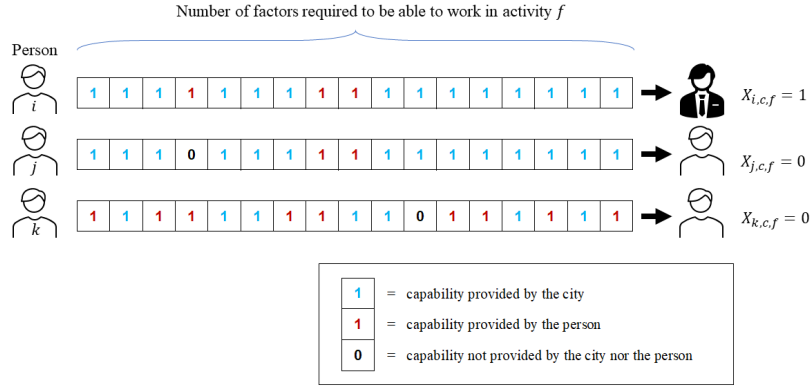 Number of factors required to be able to work in activity f
Person
i
1 1 1 1 1 1 1 1 1 1 1 1 1 1 1 1 1
X_{i,c,f} = 1
j
1 1 1 0 1 1 1 1 1 1 1 1 1 1 1 1 1
X_{j,c,f} = 0
k
1 1 1 1 1 1 1 1 1 1 0 1 1 1 1 1 1
X_{k,c,f} = 0
1 = capability provided by the city
1 = capability provided by the person
0 = capability not provided by the city nor the person